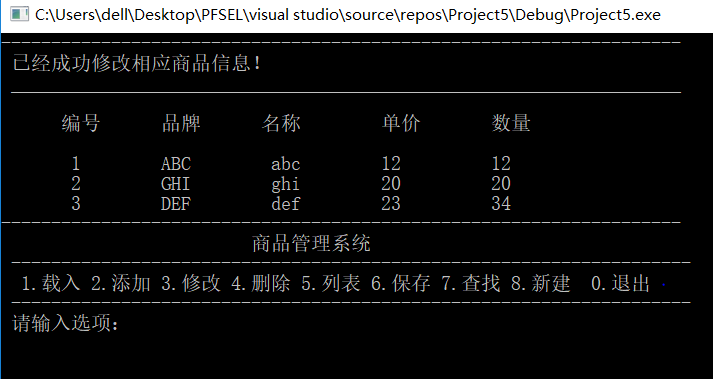 C:\Users\dell\Desktop\PFSEL\visual studio\source\repos\Project5\Debug\Project5.exe
已经成功修改相应商品信息!
编号 品牌 名称 单价 数量
1 ABC abc 12 12
2 GHI ghi 20 20
3 DEF def 23 34
商品管理系统
1.载入 2.添加 3.修改 4.删除 5.列表 6.保存 7.查找 8.新建 0.退出
请输入选项: